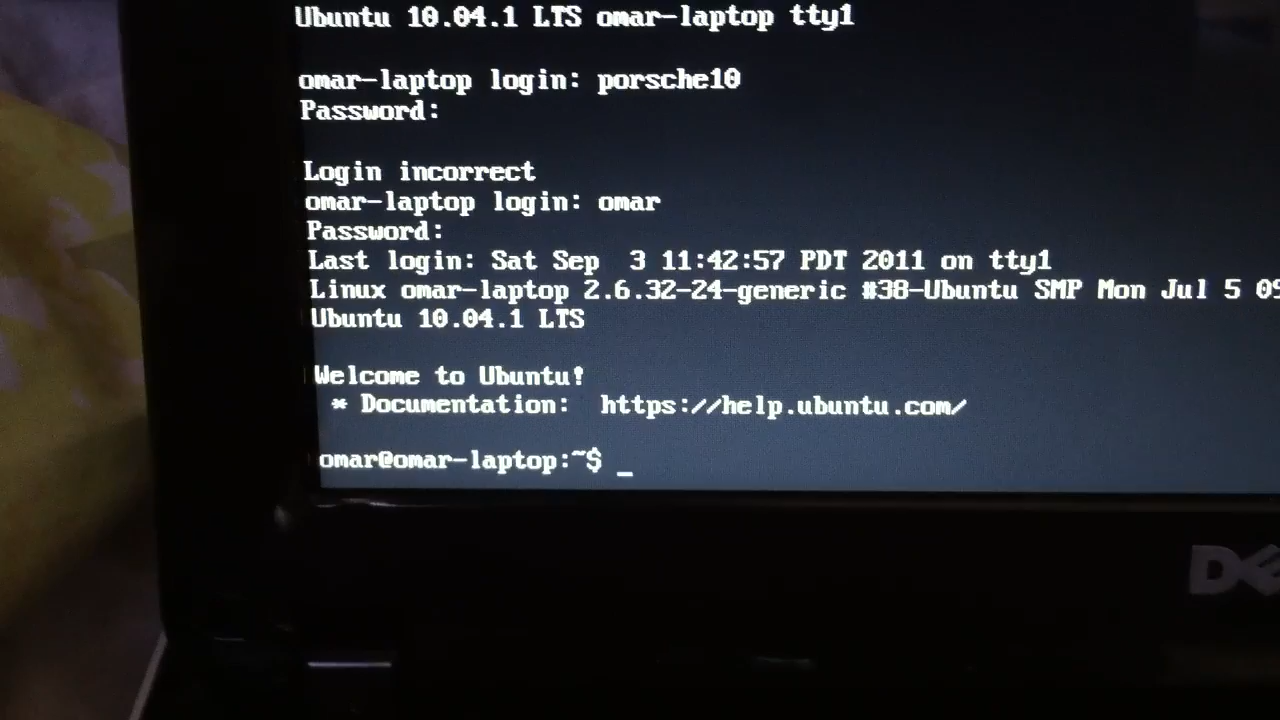 Ubuntu 10.04.1 LTS omar-laptop tty1
omar-laptop login: porsche10
Password:
Login incorrect
omar-laptop login: omar
Password:
Last login: Sat Sep  3 11:42:57 PDT 2011 on tty1
Linux omar-laptop 2.6.32-24-generic #38-Ubuntu SMP Mon Jul 5 09
Ubuntu 10.04.1 LTS
Welcome to Ubuntu!
* Documentation:  https://help.ubuntu.com/
omar@omar-laptop:~$ _